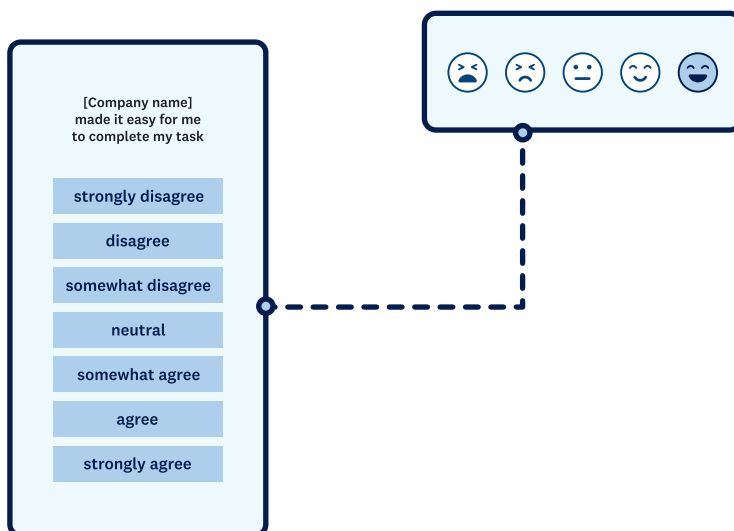 [Company name]
made it easy for me
to complete my task
strongly disagree
disagree
somewhat disagree
neutral
somewhat agree
agree
strongly agree